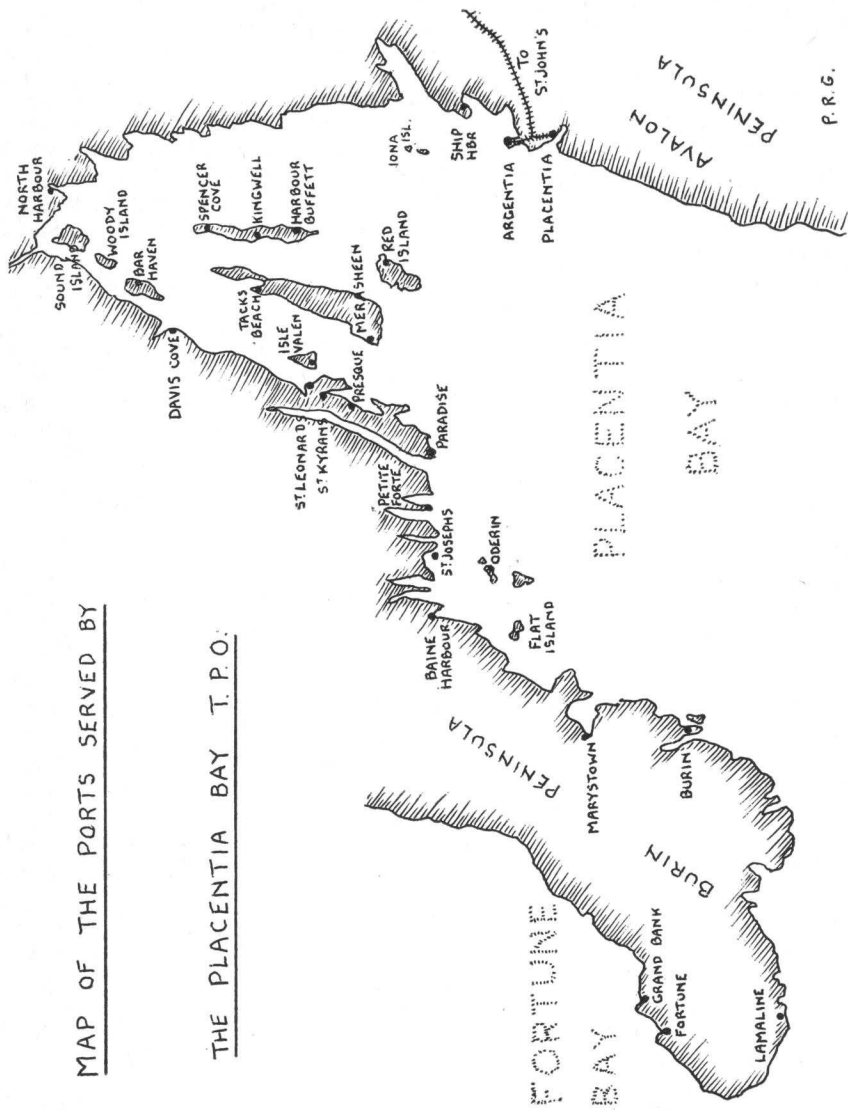 MAP OF THE PORTS SERVED BY
THE PLACENTIA BAY T.P.O.
NORTH
HARBOUR
SOUND
ISLAND
WOODY
ISLAND
BAR
HAVEN
DAVIS COVE
SPENCER
COVE
KINGWELL
HARBOUR
BUFFETT
TACKS
BEACH
MERASHEEN
RED
ISLAND
ISLE
VALEN
ST. LEONARDS
ST. KYRANS
PRESQUE
PARADISE
PETITE
FORTE
ST. JOSEPHS
ODERIN
BAINE
HARBOUR
FLAT
ISLAND
IONA
ISL.
SHIP
HBR
TO
ST. JOHN'S
ARGENTIA
PLACENTIA
AVALON
PENINSULA
PLACENTIA
BAY
MARYSTOWN
BURIN
BURIN
PENINSULA
FORTUNE
BAY
GRAND BANK
FORTUNE
LAMALINE
P.R.G.